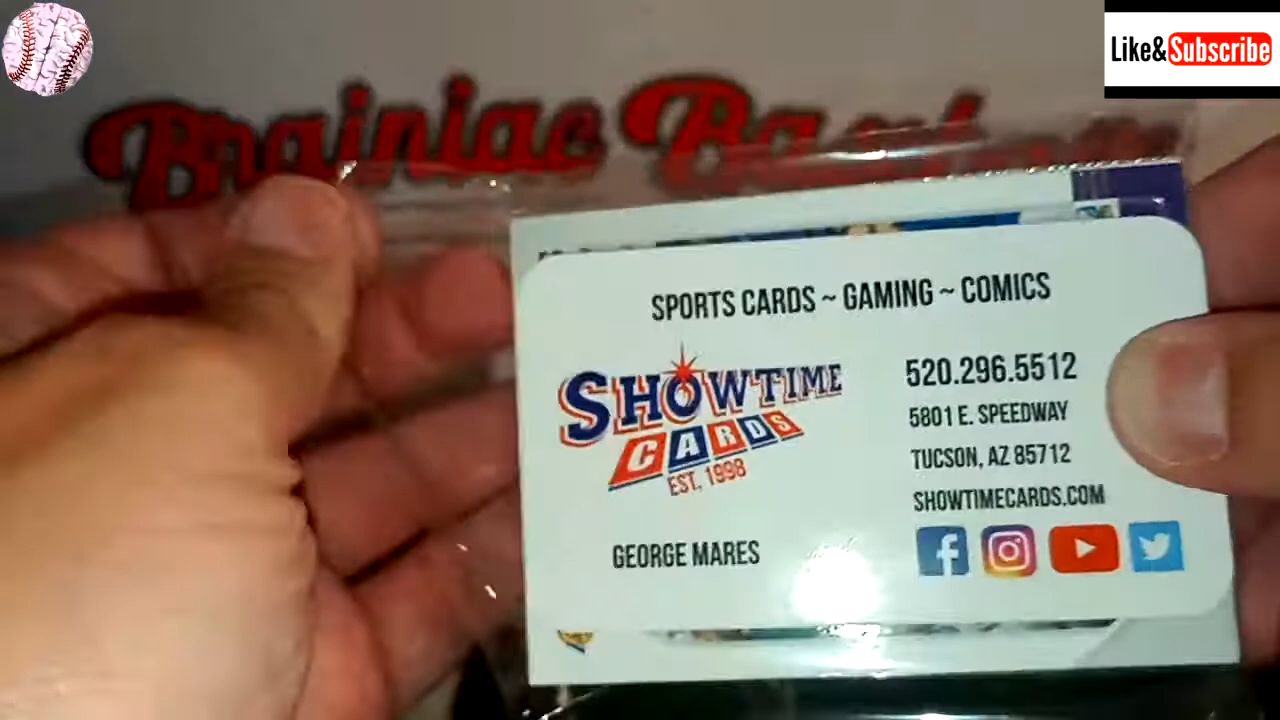 Like&Subscribe
Brainiac
SPORTS CARDS ~ GAMING ~ COMICS
SHOWTIME
CARDS
EST. 1998
520.296.5512
5801 E. SPEEDWAY
TUCSON, AZ 85712
SHOWTIMECARDS.COM
GEORGE MARES